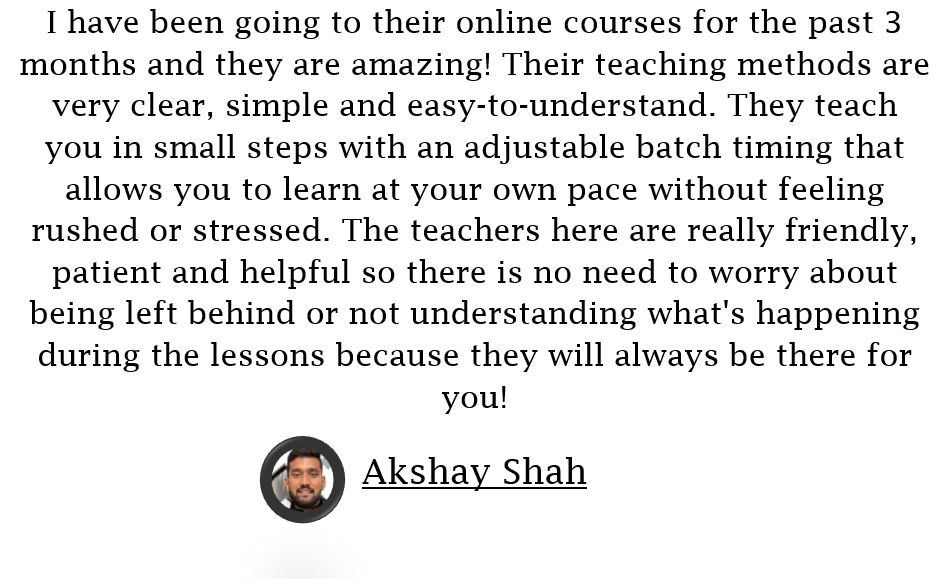 I have been going to their online courses for the past 3
months and they are amazing! Their teaching methods are
very clear, simple and easy-to-understand. They teach
you in small steps with an adjustable batch timing that
allows you to learn at your own pace without feeling
rushed or stressed. The teachers here are really friendly,
patient and helpful so there is no need to worry about
being left behind or not understanding what's happening
during the lessons because they will always be there for
you!
Akshay Shah